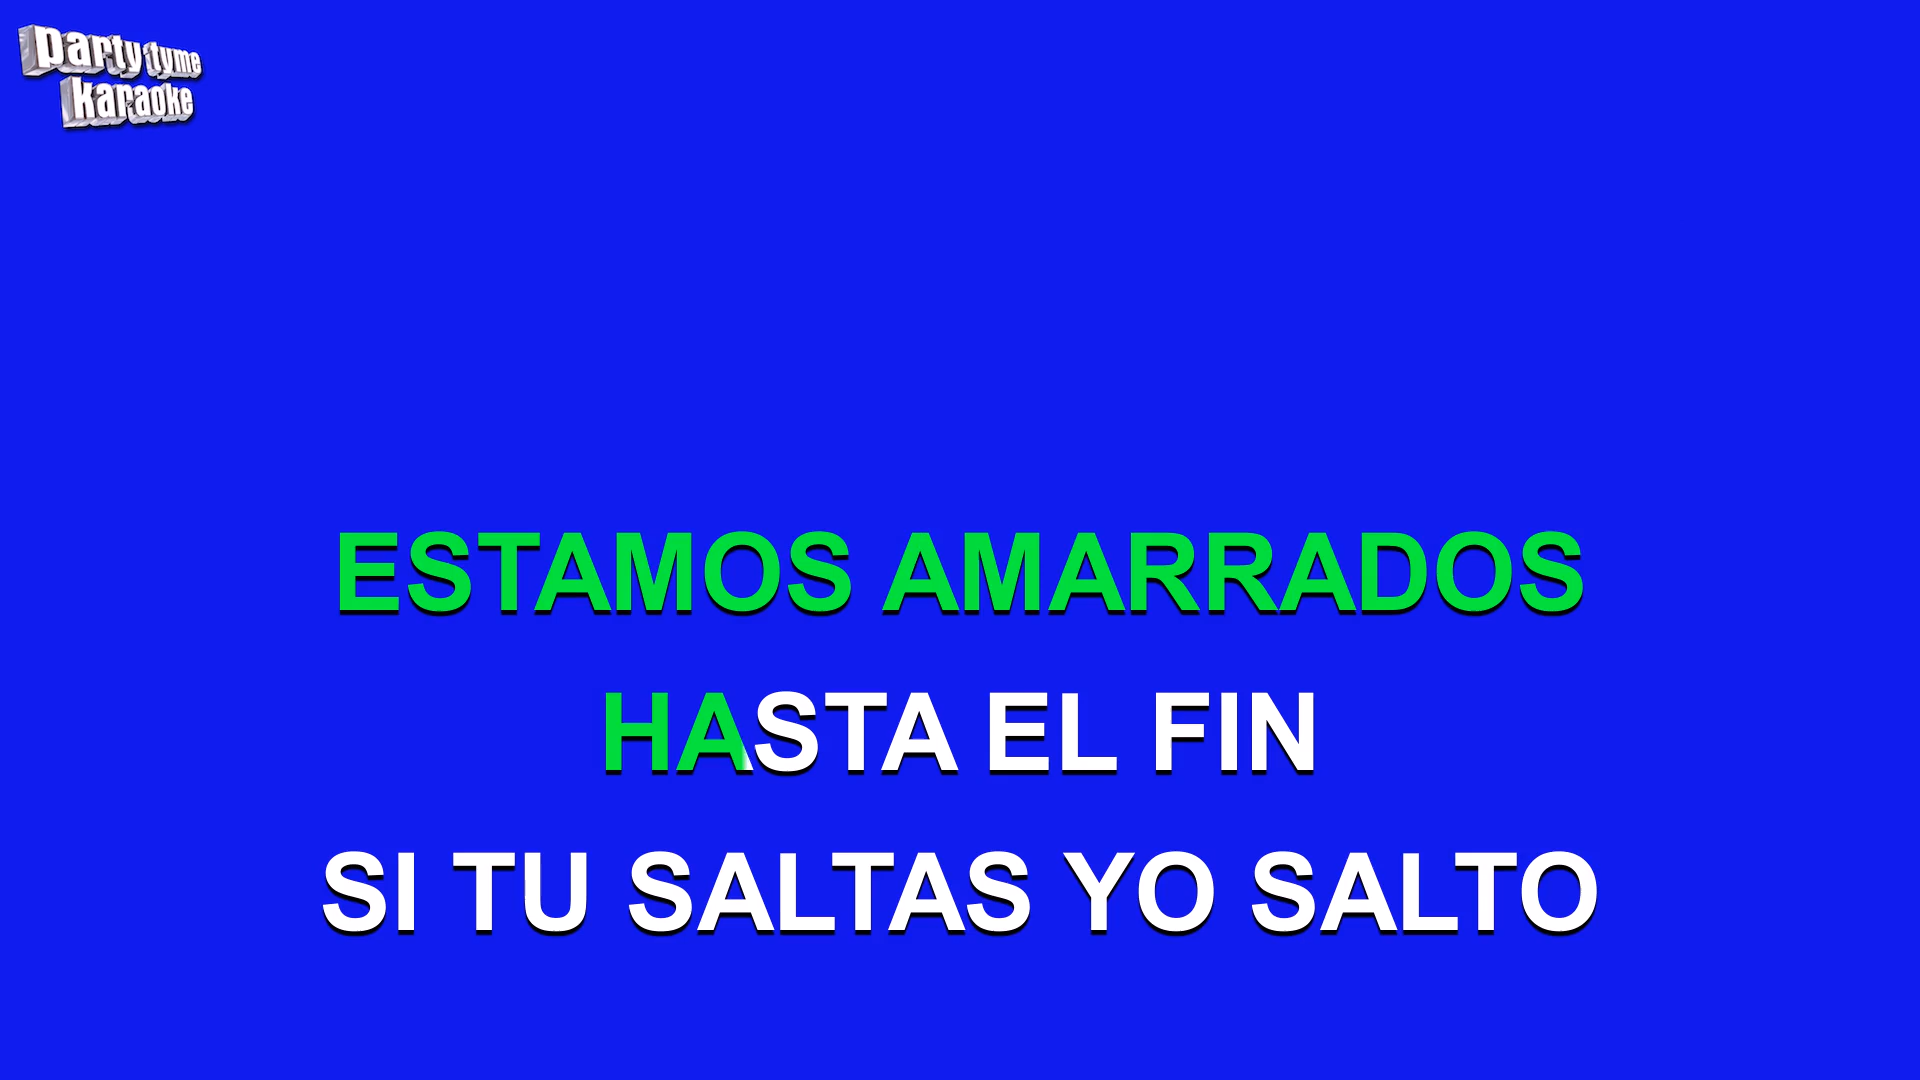 party tyme
karaoke
ESTAMOS AMARRADOS
HASTA EL FIN
SI TU SALTAS YO SALTO